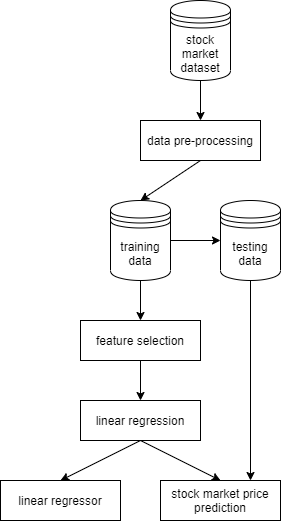 stock
market
dataset
data pre-processing
training
data
testing
data
feature selection
linear regression
linear regressor
stock market price
prediction